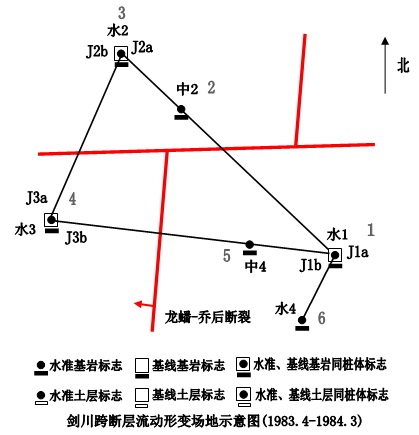 3
水2
J2b J2a
北
中2 2
J3a 4
水3 J3b
水1 1
5 J1b J1a
中4
水4
6
龙蟠-乔后断裂
水准基岩标志 基线基岩标志 水准、基线基岩同桩体标志
水准土层标志 基线土层标志 水准、基线土层同桩体标志
剑川跨断层流动形变场地示意图(1983.4-1984.3)